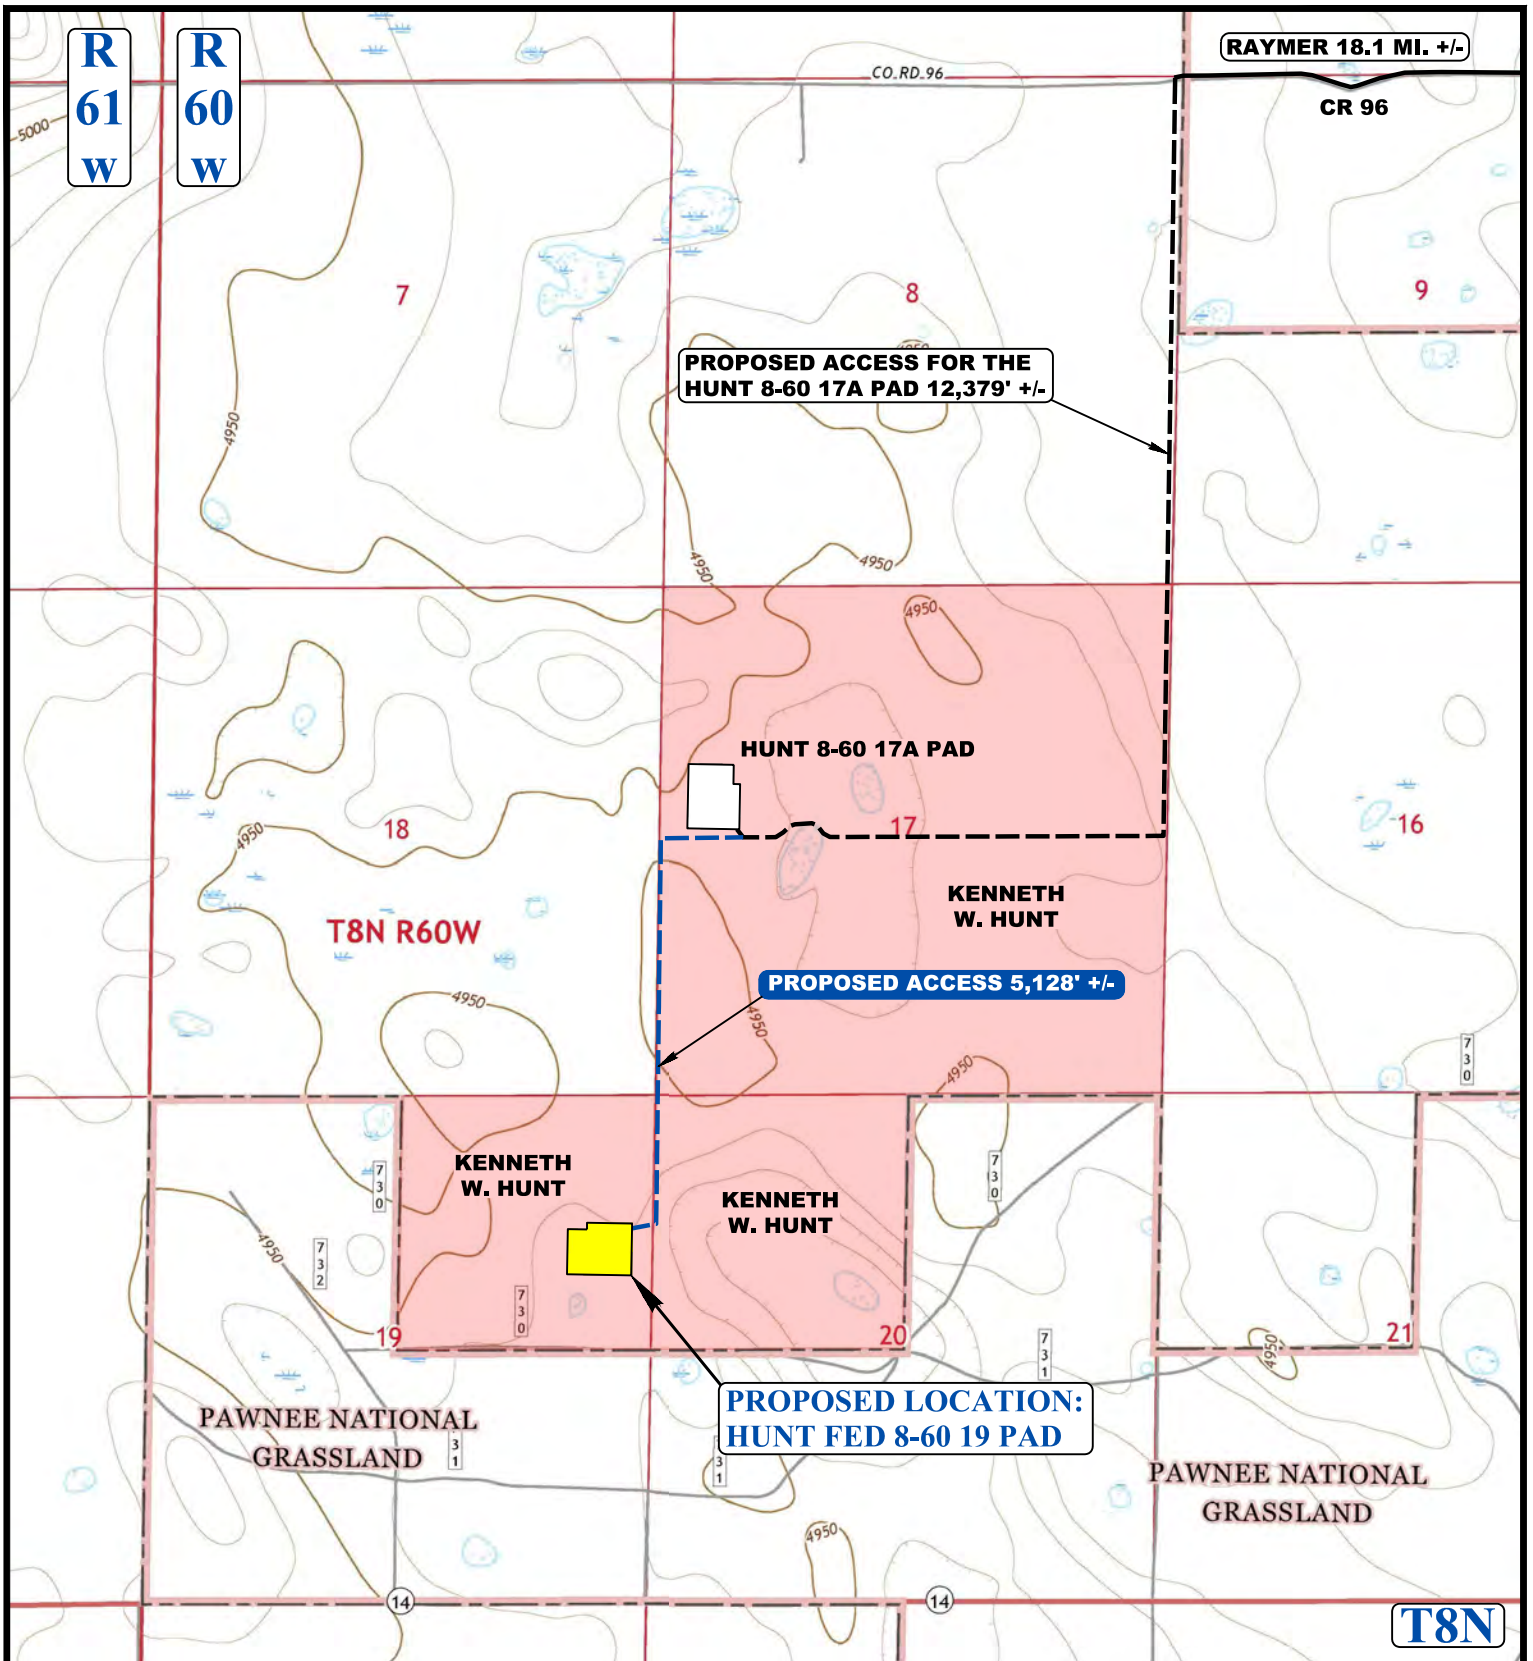 R
61
W
R
60
W
CO. RD. 96
RAYMER 18.1 MI. +/-
CR 96
5000
7
8
9
4950
PROPOSED ACCESS FOR THE
HUNT 8-60 17A PAD 12,379' +/-
4950
4950
4950
4950
HUNT 8-60 17A PAD
18
17
16
4950
KENNETH
W. HUNT
T8N R60W
PROPOSED ACCESS 5,128' +/-
4950
4950
4950
730
KENNETH
W. HUNT
KENNETH
W. HUNT
730
730
4950
732
730
19
20
731
4950
21
PROPOSED LOCATION:
HUNT FED 8-60 19 PAD
PAWNEE NATIONAL
GRASSLAND
31
31
PAWNEE NATIONAL
GRASSLAND
4950
14
14
T8N